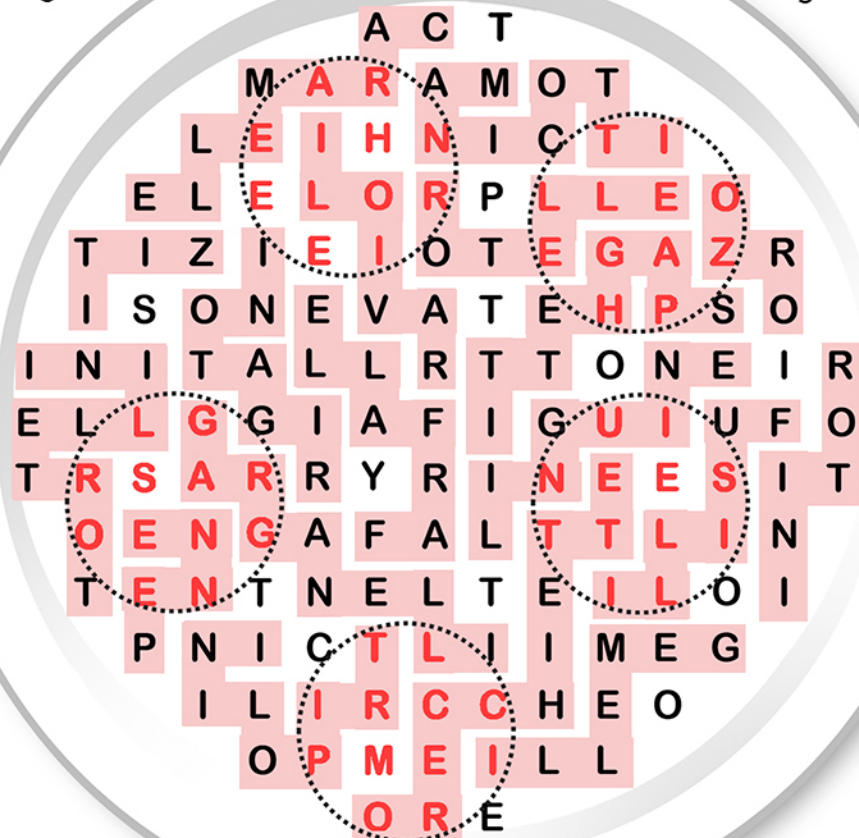 A C T
M A R A M O T
L E I H N I C T I
E L E L O R P L L E O
T I Z I E I O T E G A Z R
I S O N E V A T E H P S O
I N I T A L L R T T O N E I R
E L L G G I A F I G U I U F O
T R S A R R Y R I N E E S I T
O E N G A F A L T T L I N
T E N T N E L T E I L O I
P N I C T L I I M E G
I L I R C C H E O
O P M E I L L
O R E